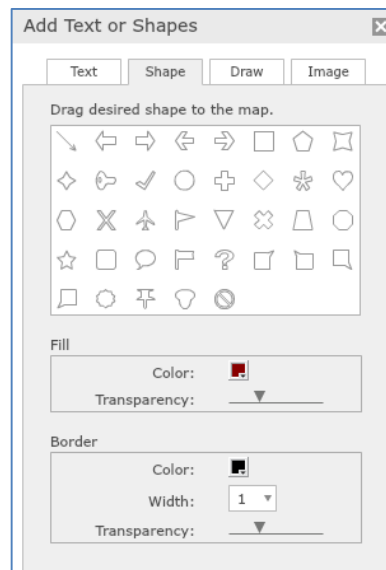 Add Text or Shapes
Text Shape Draw Image
Drag desired shape to the map.
Fill
Color:
Transparency:
Border
Color:
Width: 1
Transparency: